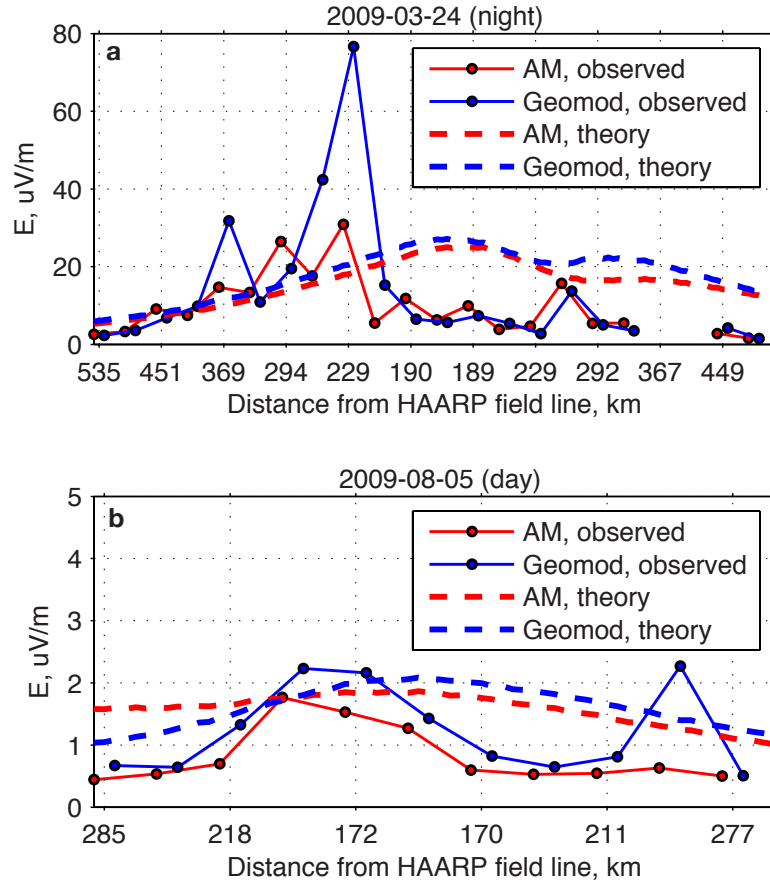 2009-03-24 (night)
a
80
60
40
20
0
E, uV/m
AM, observed
Geomod, observed
AM, theory
Geomod, theory
535 451 369 294 229 190 189 229 292 367 449
Distance from HAARP field line, km
2009-08-05 (day)
b
5
4
3
2
1
0
E, uV/m
AM, observed
Geomod, observed
AM, theory
Geomod, theory
285 218 172 170 211 277
Distance from HAARP field line, km